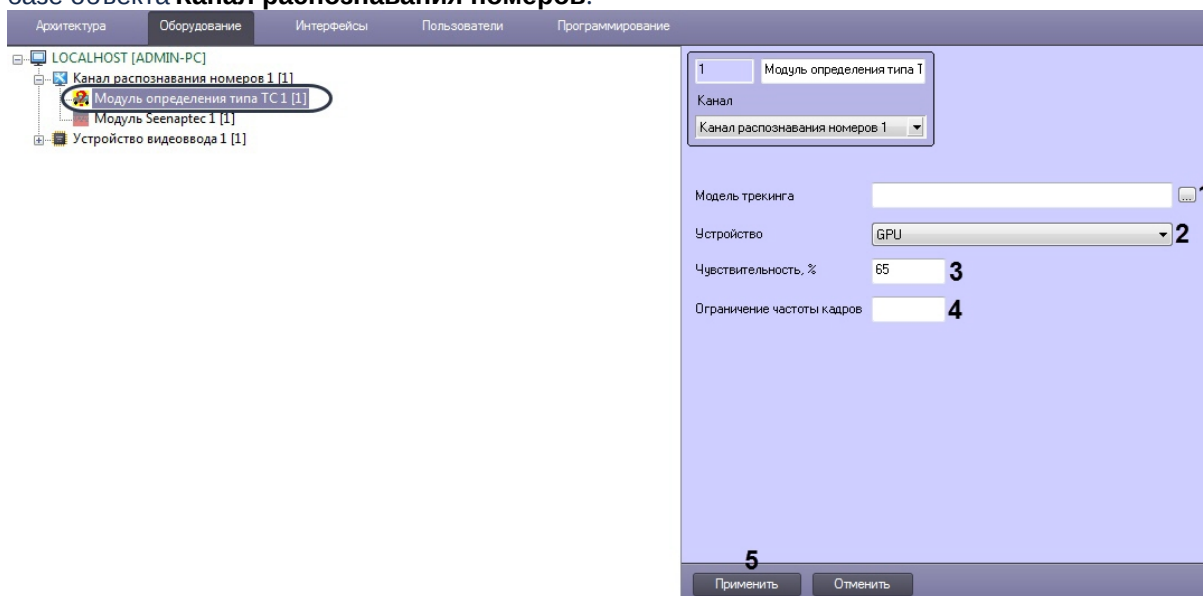 базе объекта Канал распознавания номеров.
Архитектура Оборудование Интерфейсы Пользователи Программирование
LOCALHOST [ADMIN-PC]
Канал распознавания номеров 1 [1]
Модуль определения типа ТС 1 [1]
Модуль Seenaptec 1 [1]
Устройство видеоввода 1 [1]
1 Модуль определения типа Т
Канал
Канал распознавания номеров 1
Модель трекинга ... 1
Устройство GPU 2
Чувствительность, % 65 3
Ограничение частоты кадров 4
5
Применить Отменить